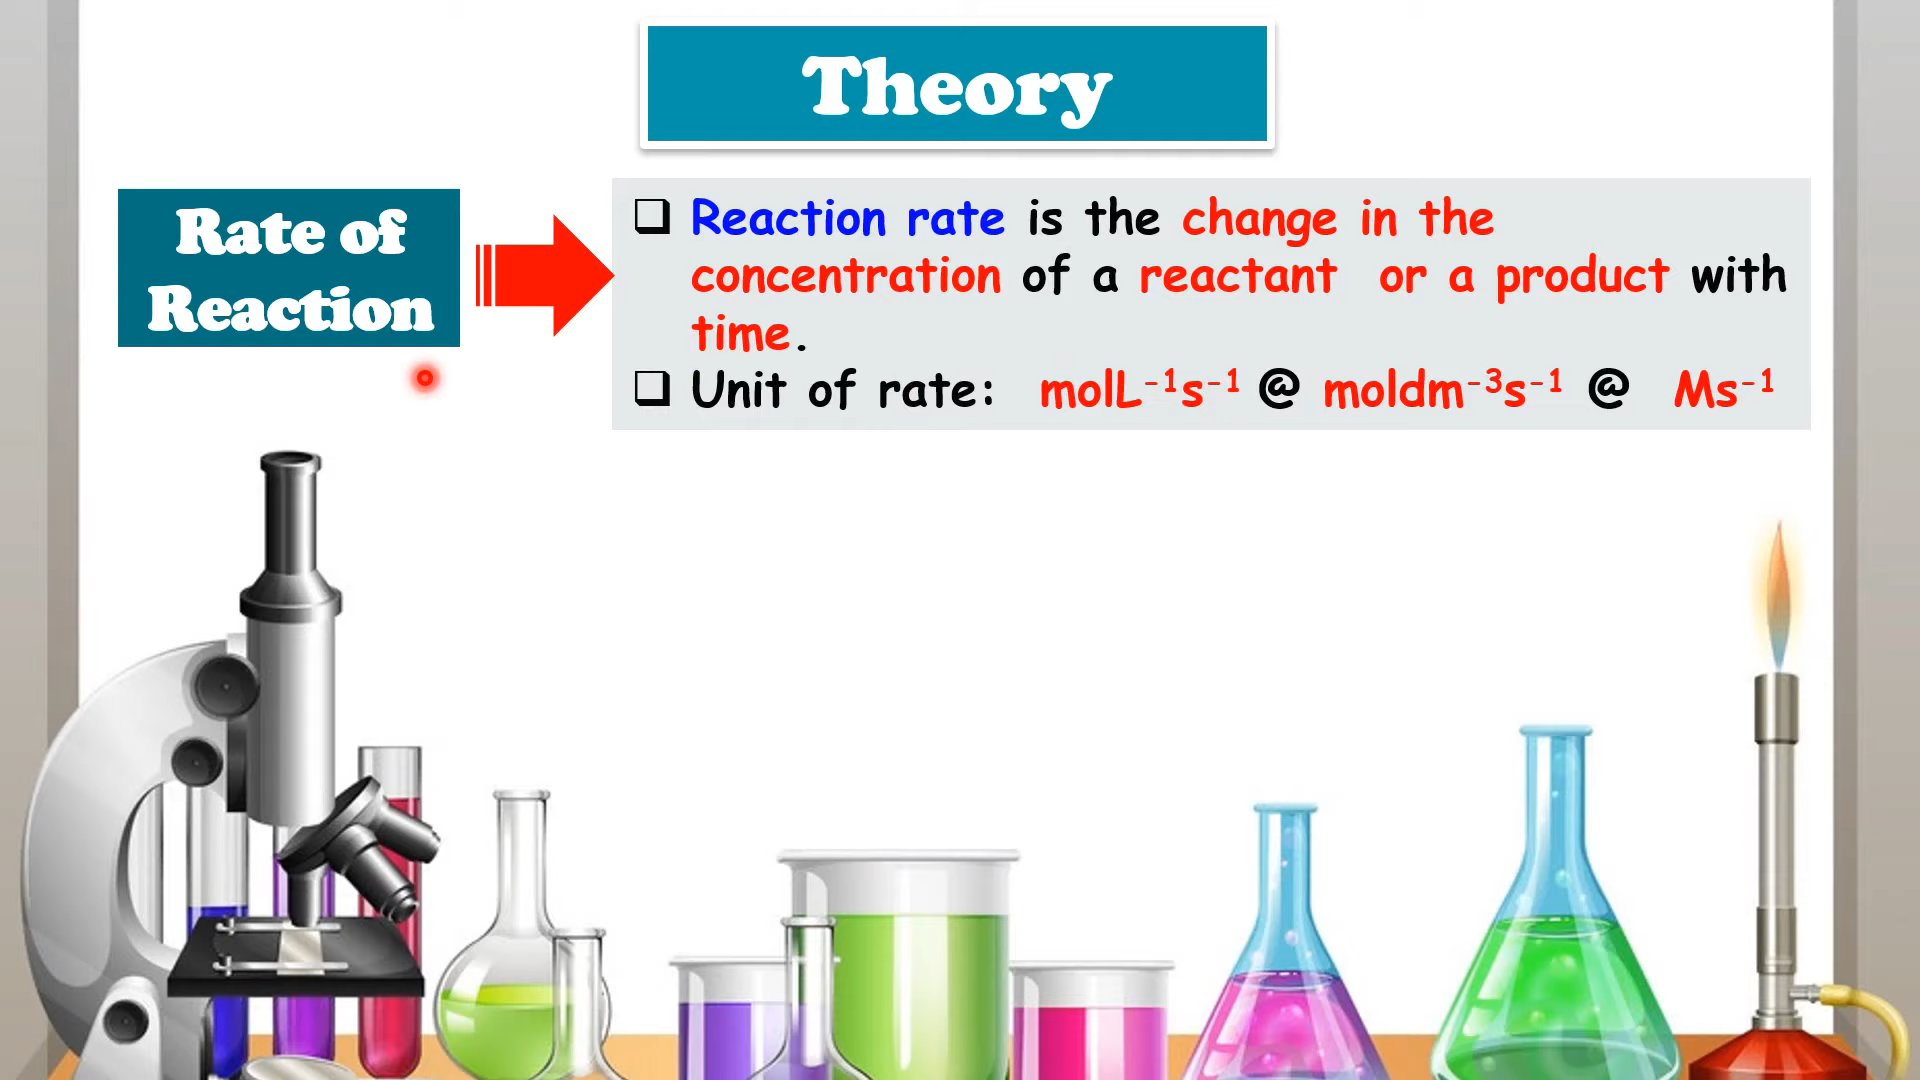 Theory
Rate of
Reaction
❑ Reaction rate is the change in the
concentration of a reactant or a product with
time.
❑ Unit of rate: molL⁻¹s⁻¹ @ moldm⁻³s⁻¹ @ Ms⁻¹